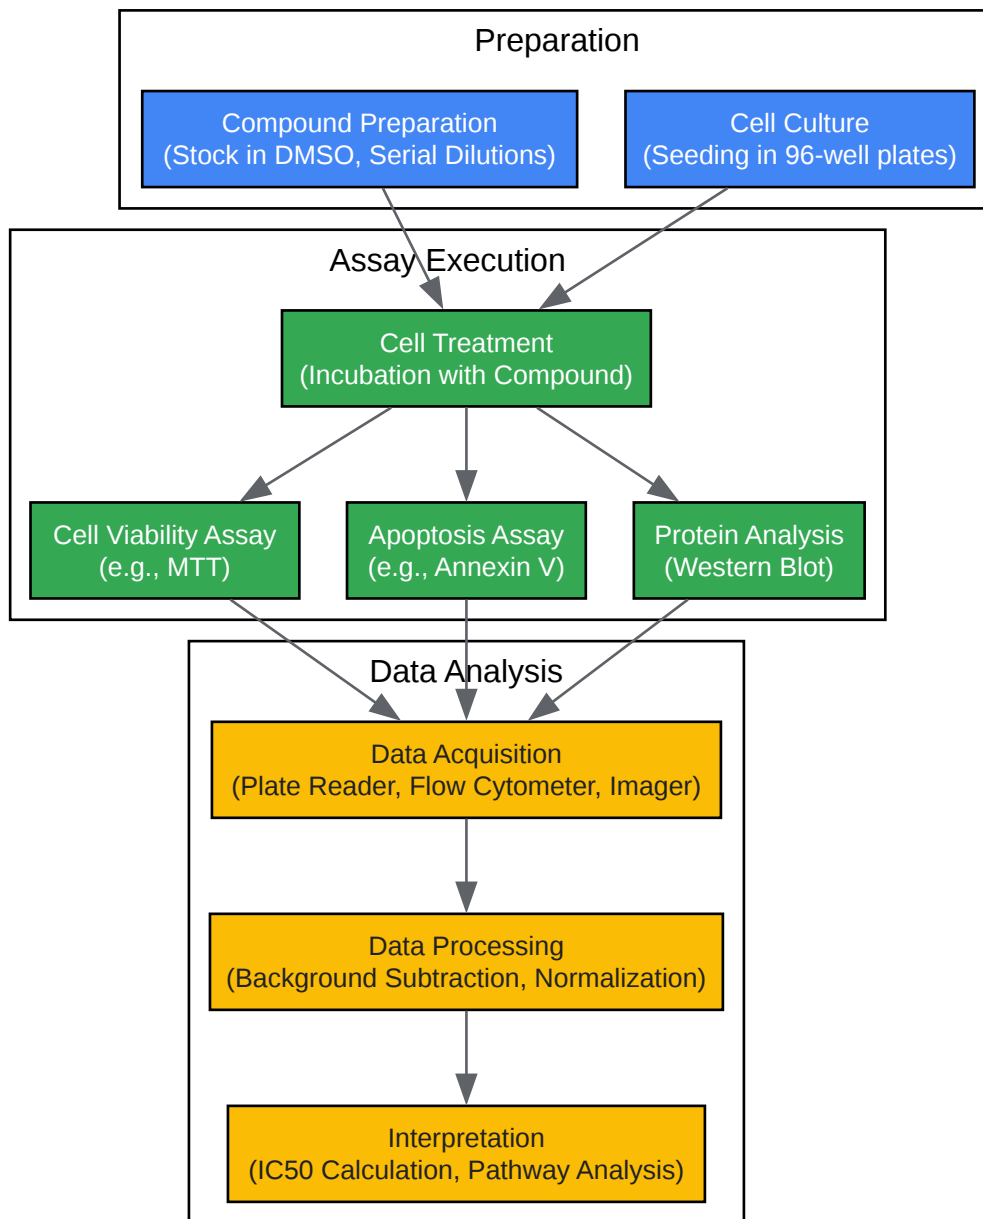 Preparation
Compound Preparation
(Stock in DMSO, Serial Dilutions)
Cell Culture
(Seeding in 96-well plates)
Assay Execution
Cell Treatment
(Incubation with Compound)
Cell Viability Assay
(e.g., MTT)
Apoptosis Assay
(e.g., Annexin V)
Protein Analysis
(Western Blot)
Data Analysis
Data Acquisition
(Plate Reader, Flow Cytometer, Imager)
Data Processing
(Background Subtraction, Normalization)
Interpretation
(IC50 Calculation, Pathway Analysis)